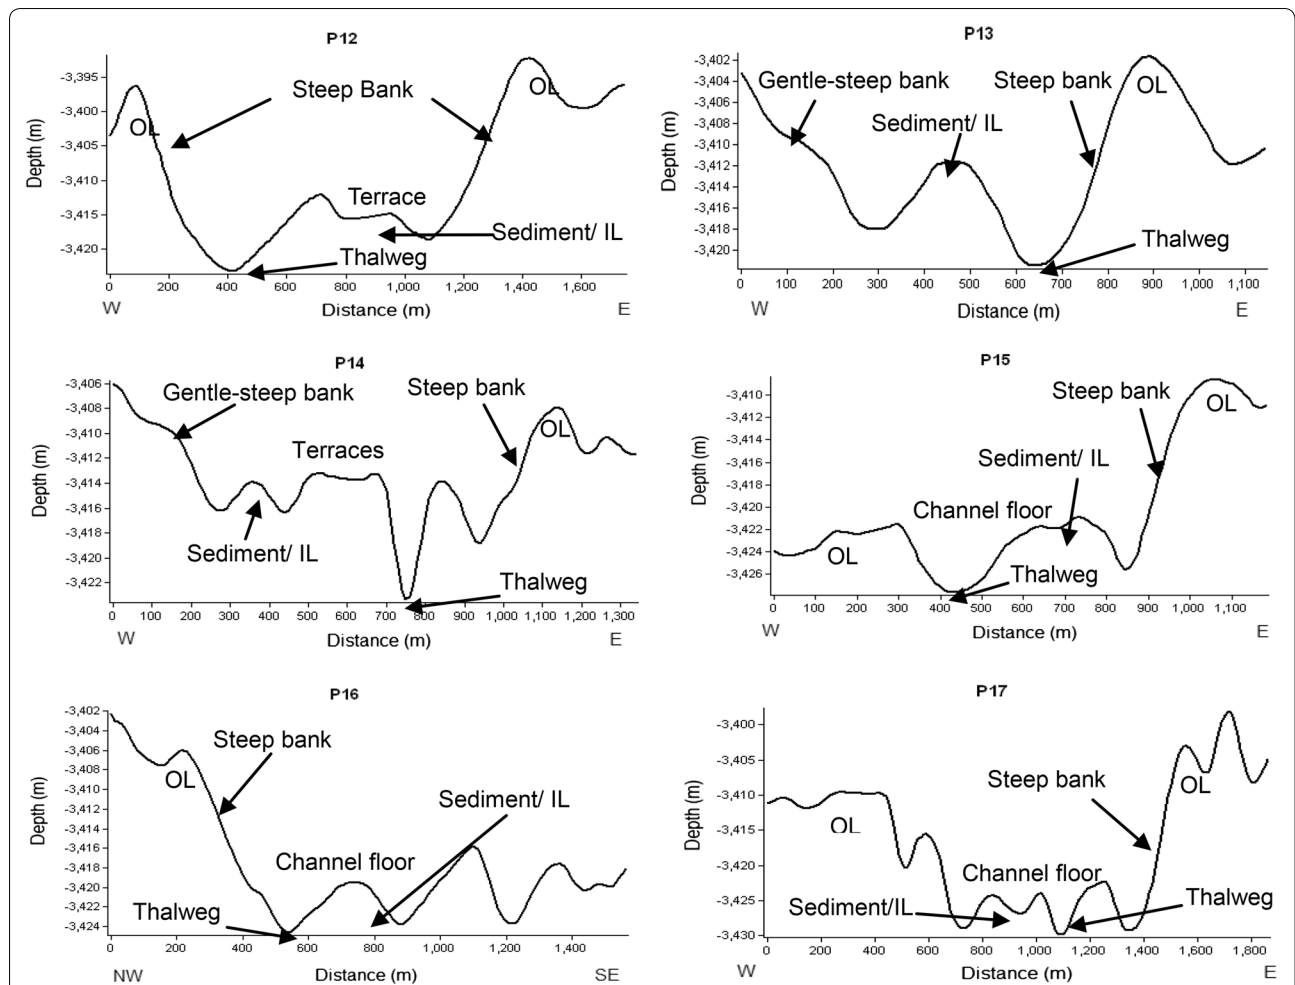 P12
-3,395
-3,400
-3,405
-3,410
-3,415
-3,420
Depth (m)
OL
Steep Bank
OL
Terrace
Sediment/ IL
Thalweg
0 200 400 600 800 1,000 1,200 1,400 1,600
W Distance (m) E
P13
-3,402
-3,404
-3,406
-3,408
-3,410
-3,412
-3,414
-3,416
-3,418
-3,420
Depth (m)
Gentle-steep bank
Steep bank
OL
Sediment/ IL
Thalweg
0 100 200 300 400 500 600 700 800 900 1,000 1,100
W Distance (m) E
P14
-3,406
-3,408
-3,410
-3,412
-3,414
-3,416
-3,418
-3,420
-3,422
Depth (m)
Gentle-steep bank
Steep bank
OL
Terraces
Sediment/ IL
Thalweg
0 100 200 300 400 500 600 700 800 900 1,000 1,100 1,200 1,300
W Distance (m) E
P15
-3,410
-3,414
-3,416
-3,418
-3,420
-3,422
-3,424
-3,426
Depth (m)
Steep bank
OL
Sediment/ IL
Channel floor
OL
Thalweg
0 100 200 300 400 500 600 700 800 900 1,000 1,100
W Distance (m) E
P16
-3,402
-3,404
-3,406
-3,408
-3,410
-3,412
-3,414
-3,416
-3,418
-3,420
-3,422
-3,424
Depth (m)
Steep bank
OL
Sediment/ IL
Channel floor
Thalweg
0 200 400 600 800 1,000 1,200 1,400
NW Distance (m) SE
P17
-3,400
-3,405
-3,410
-3,415
-3,420
-3,425
-3,430
Depth (m)
Steep bank
OL
OL
Channel floor
Sediment/IL
Thalweg
0 200 400 600 800 1,000 1,200 1,400 1,600 1,800
W Distance (m) E